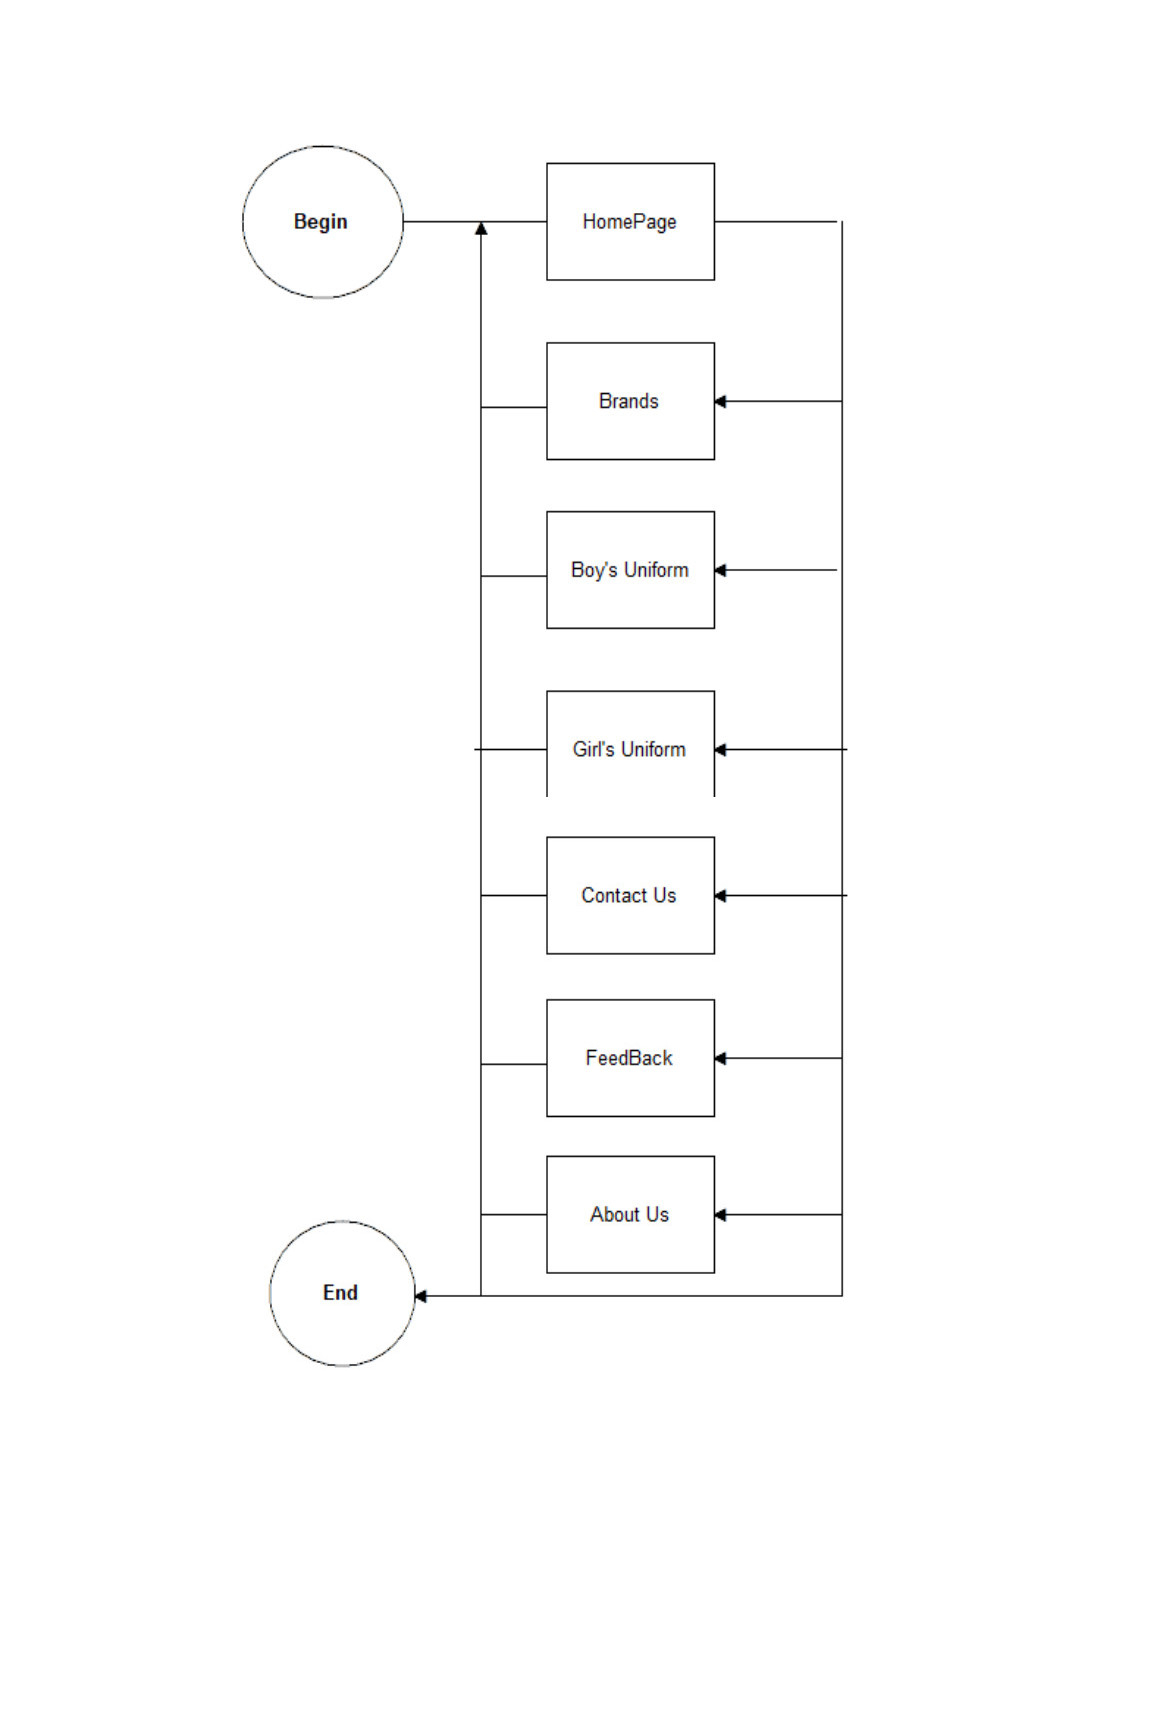 Begin
HomePage
Brands
Boy's Uniform
Girl's Uniform
Contact Us
FeedBack
About Us
End